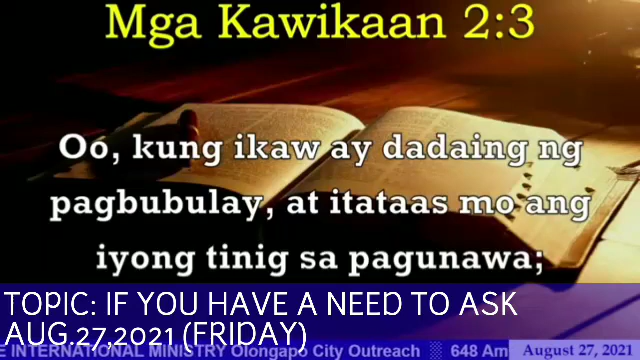 Mga Kawikaan 2:3
Oo, kung ikaw ay dadaing ng
pagbubulay, at itataas mo ang
iyong tinig sa pagunawa;
TOPIC: IF YOU HAVE A NEED TO ASK
AUG.27,2021 (FRIDAY)
E INTERNATIONAL MINISTRY Olongapo City Outreach 648 Am August 27, 2021